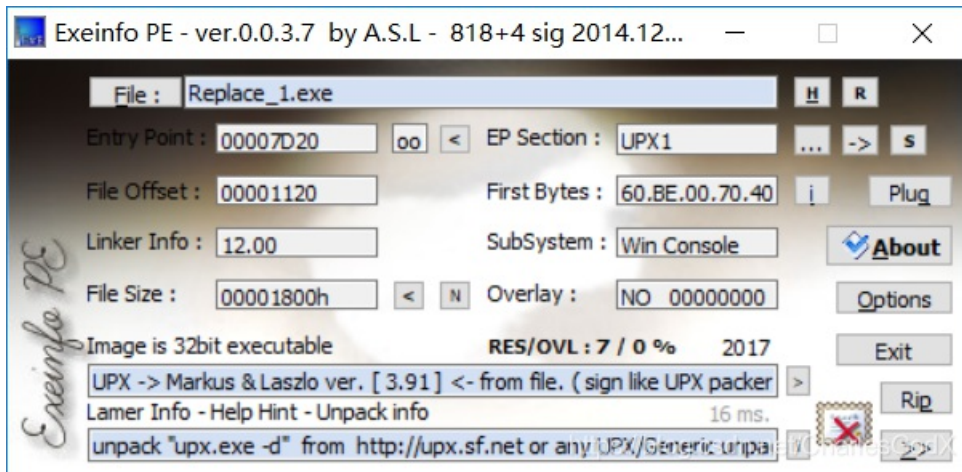 Exeinfo PE - ver.0.0.3.7 by A.S.L - 818+4 sig 2014.12...
File : Replace_1.exe H R
Entry Point : 00007D20 oo < EP Section : UPX1 ... -> S
File Offset : 00001120 First Bytes : 60.BE.00.70.40 i Plug
Linker Info : 12.00 SubSystem : Win Console About
File Size : 00001800h < N Overlay : NO 00000000 Options
Exeinfo PE
Image is 32bit executable RES/OVL : 7 / 0 % 2017 Exit
UPX -> Markus & Laszlo ver. [ 3.91 ] <- from file. ( sign like UPX packer >
Lamer Info - Help Hint - Unpack info 16 ms. Rip
unpack "upx.exe -d" from http://upx.sf.net or any UPX/Generic unpa >>